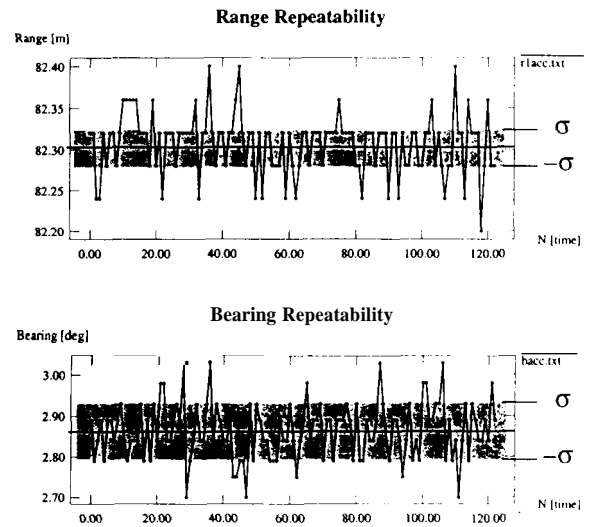 Range Repeatability
Range [m]
r1acc.txt
82.40
82.35
82.30
82.25
82.20
σ
-σ
N [time]
0.00 20.00 40.00 60.00 80.00 100.00 120.00
Bearing Repeatability
Bearing [deg]
bacc.txt
3.00
2.90
2.80
2.70
σ
-σ
N [time]
0.00 20.00 40.00 60.00 80.00 100.00 120.00